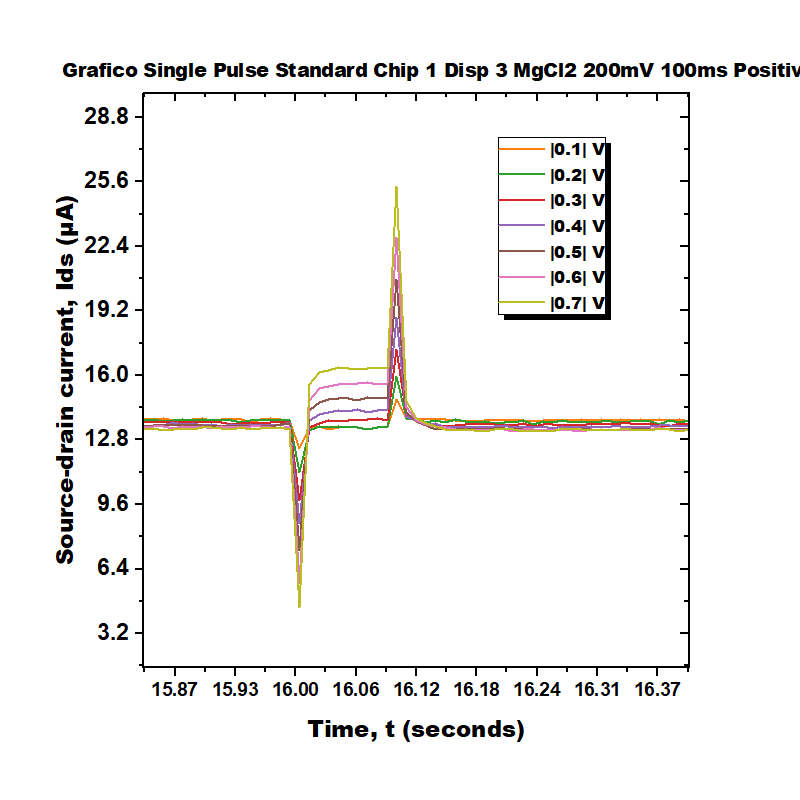 Grafico Single Pulse Standard Chip 1 Disp 3 MgCl2 200mV 100ms Positiv
28.8
25.6
22.4
19.2
16.0
12.8
9.6
6.4
3.2
Source-drain current, Ids (µA)
|0.1| V
|0.2| V
|0.3| V
|0.4| V
|0.5| V
|0.6| V
|0.7| V
15.87 15.93 16.00 16.06 16.12 16.18 16.24 16.31 16.37
Time, t (seconds)